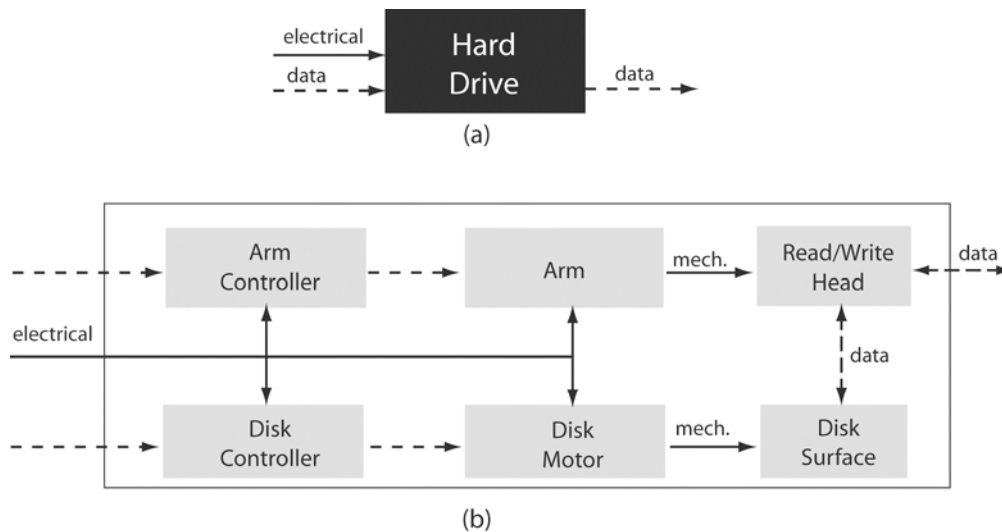 electrical
data
Hard
Drive
data
(a)
Arm
Controller
Arm
mech.
Read/Write
Head
data
electrical
data
Disk
Controller
Disk
Motor
mech.
Disk
Surface
(b)